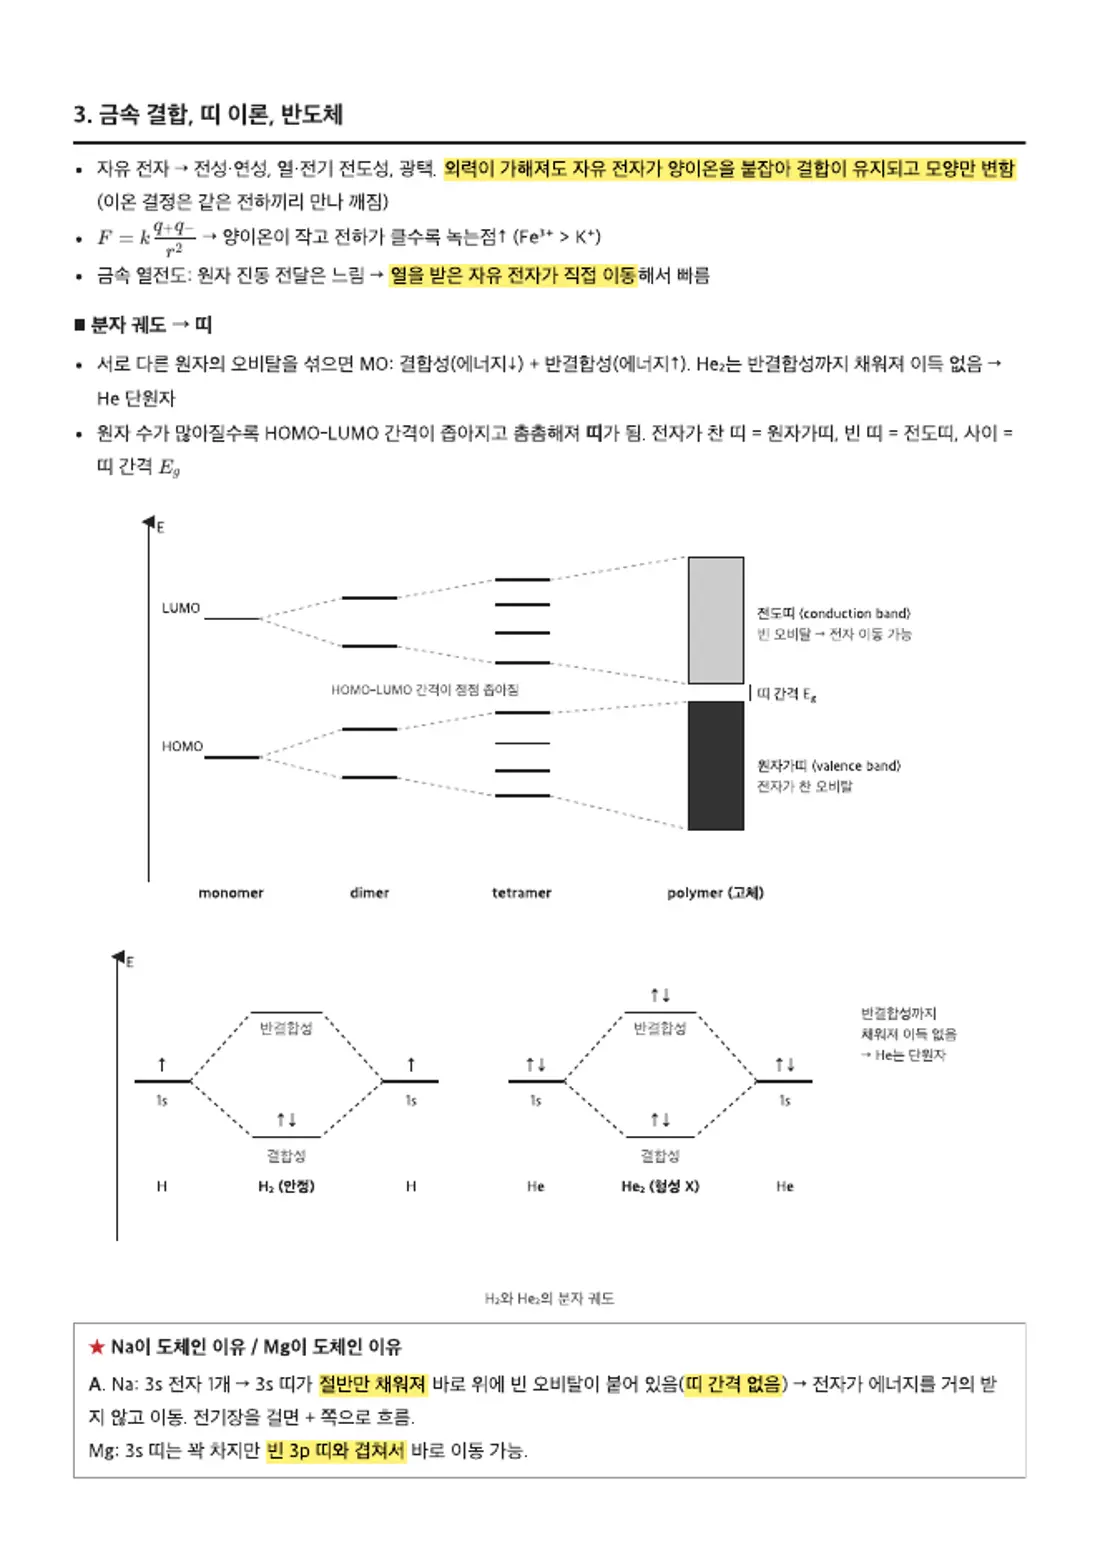 3. 금속 결합, 띠 이론, 반도체
• 자유 전자 → 전성·연성, 열·전기 전도성, 광택. 외력이 가해져도 자유 전자가 양이온을 붙잡아 결합이 유지되고 모양만 변함
(이온 결정은 같은 전하끼리 만나 깨짐)
• F = k q₊q₋/r² → 양이온이 작고 전하가 클수록 녹는점↑ (Fe³⁺ > K⁺)
• 금속 열전도: 원자 진동 전달은 느림 → 열을 받은 자유 전자가 직접 이동해서 빠름
■ 분자 궤도 → 띠
• 서로 다른 원자의 오비탈을 섞으면 MO: 결합성(에너지↓) + 반결합성(에너지↑). He₂는 반결합성까지 채워져 이득 없음 →
He 단원자
• 원자 수가 많아질수록 HOMO-LUMO 간격이 좁아지고 촘촘해져 띠가 됨. 전자가 찬 띠 = 원자가띠, 빈 띠 = 전도띠, 사이 =
띠 간격 E_g
E
LUMO
전도띠 (conduction band)
빈 오비탈 → 전자 이동 가능
HOMO-LUMO 간격이 점점 좁아짐
띠 간격 E_g
HOMO
원자가띠 (valence band)
전자가 찬 오비탈
monomer dimer tetramer polymer (고체)
E
↑↓
반결합성 반결합성
반결합성까지
채워져 이득 없음
→ He는 단원자
↑ ↑ ↑↓ ↑↓
1s 1s 1s 1s
↑↓ ↑↓
결합성 결합성
H H₂ (안정) H He He₂ (형성 X) He
H₂와 He₂의 분자 궤도
★ Na이 도체인 이유 / Mg이 도체인 이유
A. Na: 3s 전자 1개 → 3s 띠가 절반만 채워져 바로 위에 빈 오비탈이 붙어 있음(띠 간격 없음) → 전자가 에너지를 거의 받
지 않고 이동. 전기장을 걸면 + 쪽으로 흐름.
Mg: 3s 띠는 꽉 차지만 빈 3p 띠와 겹쳐서 바로 이동 가능.